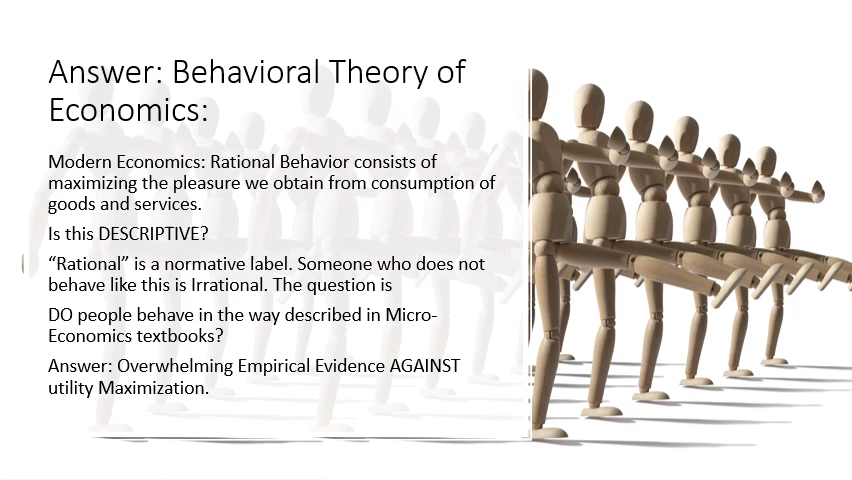 Answer: Behavioral Theory of
Economics:
Modern Economics: Rational Behavior consists of
maximizing the pleasure we obtain from consumption of
goods and services.
Is this DESCRIPTIVE?
“Rational” is a normative label. Someone who does not
behave like this is Irrational. The question is
DO people behave in the way described in Micro-
Economics textbooks?
Answer: Overwhelming Empirical Evidence AGAINST
utility Maximization.